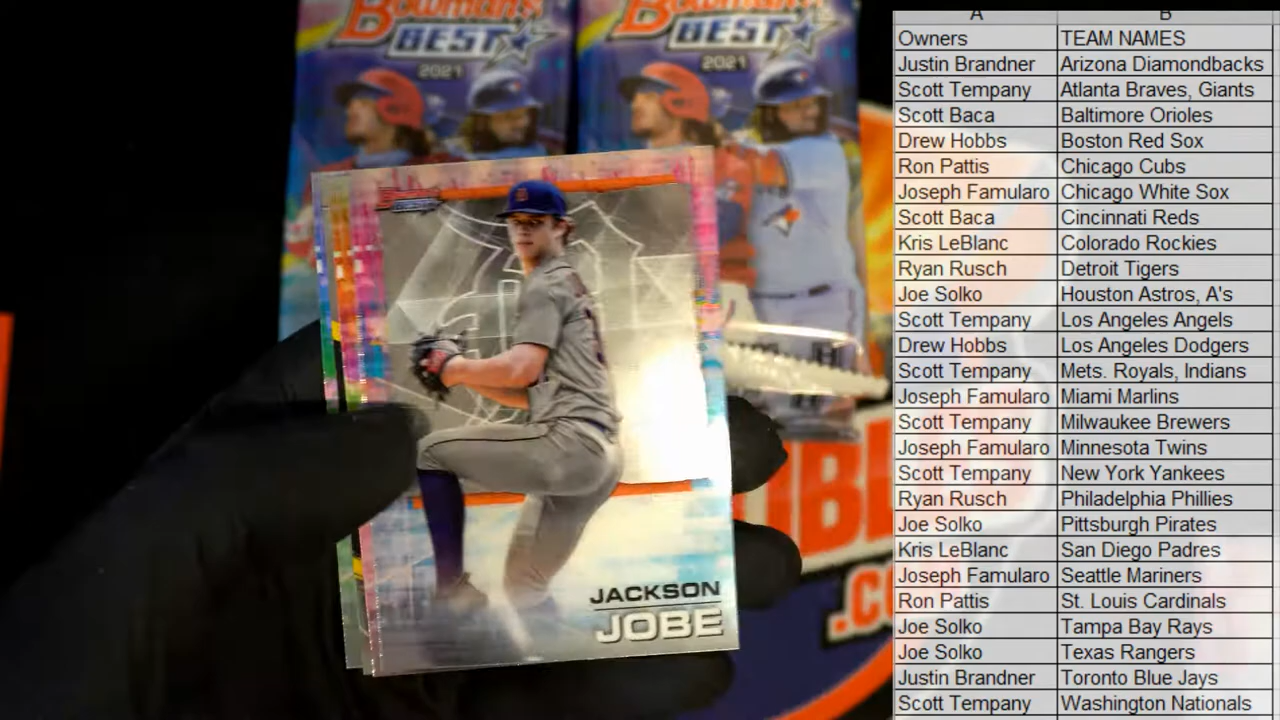 Bowman's
BEST
2021
Bowman's
BEST
2021
BEST
JACKSON
JOBE
.CO
A B
Owners TEAM NAMES
Justin Brandner Arizona Diamondbacks
Scott Tempany Atlanta Braves, Giants
Scott Baca Baltimore Orioles
Drew Hobbs Boston Red Sox
Ron Pattis Chicago Cubs
Joseph Famularo Chicago White Sox
Scott Baca Cincinnati Reds
Kris LeBlanc Colorado Rockies
Ryan Rusch Detroit Tigers
Joe Solko Houston Astros, A's
Scott Tempany Los Angeles Angels
Drew Hobbs Los Angeles Dodgers
Scott Tempany Mets. Royals, Indians
Joseph Famularo Miami Marlins
Scott Tempany Milwaukee Brewers
Joseph Famularo Minnesota Twins
Scott Tempany New York Yankees
Ryan Rusch Philadelphia Phillies
Joe Solko Pittsburgh Pirates
Kris LeBlanc San Diego Padres
Joseph Famularo Seattle Mariners
Ron Pattis St. Louis Cardinals
Joe Solko Tampa Bay Rays
Joe Solko Texas Rangers
Justin Brandner Toronto Blue Jays
Scott Tempany Washington Nationals